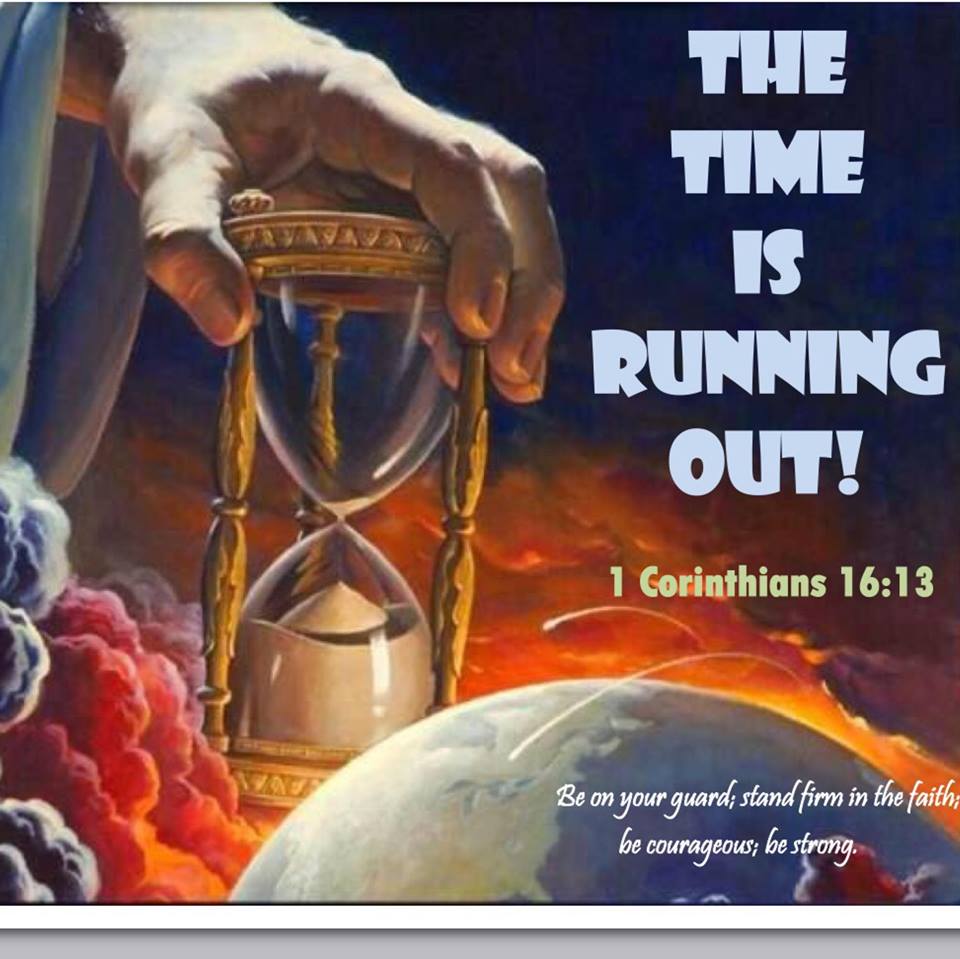 THE
TIME
IS
RUNNING
OUT!
1 Corinthians 16:13
Be on your guard; stand firm in the faith;
be courageous; be strong.